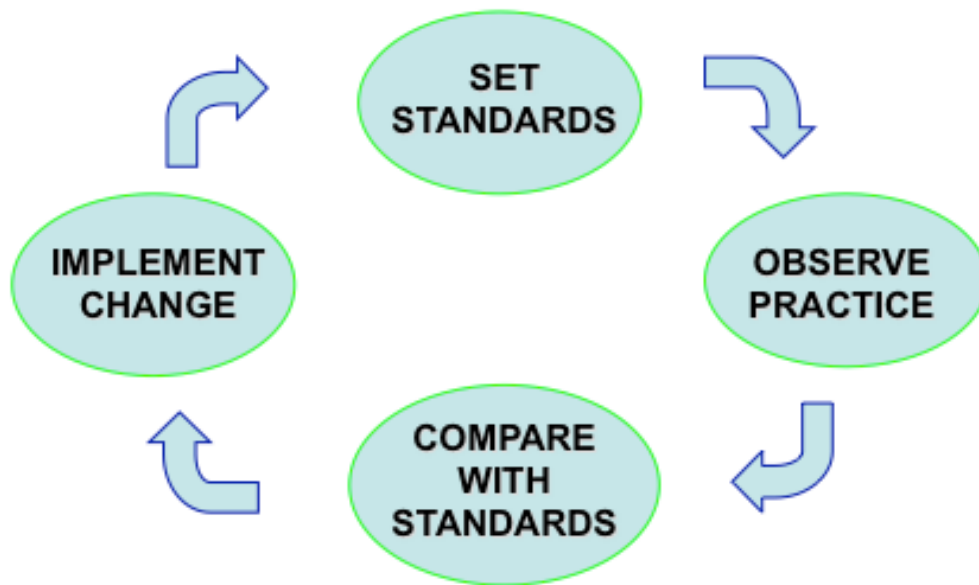 SET
STANDARDS
OBSERVE
PRACTICE
COMPARE
WITH
STANDARDS
IMPLEMENT
CHANGE